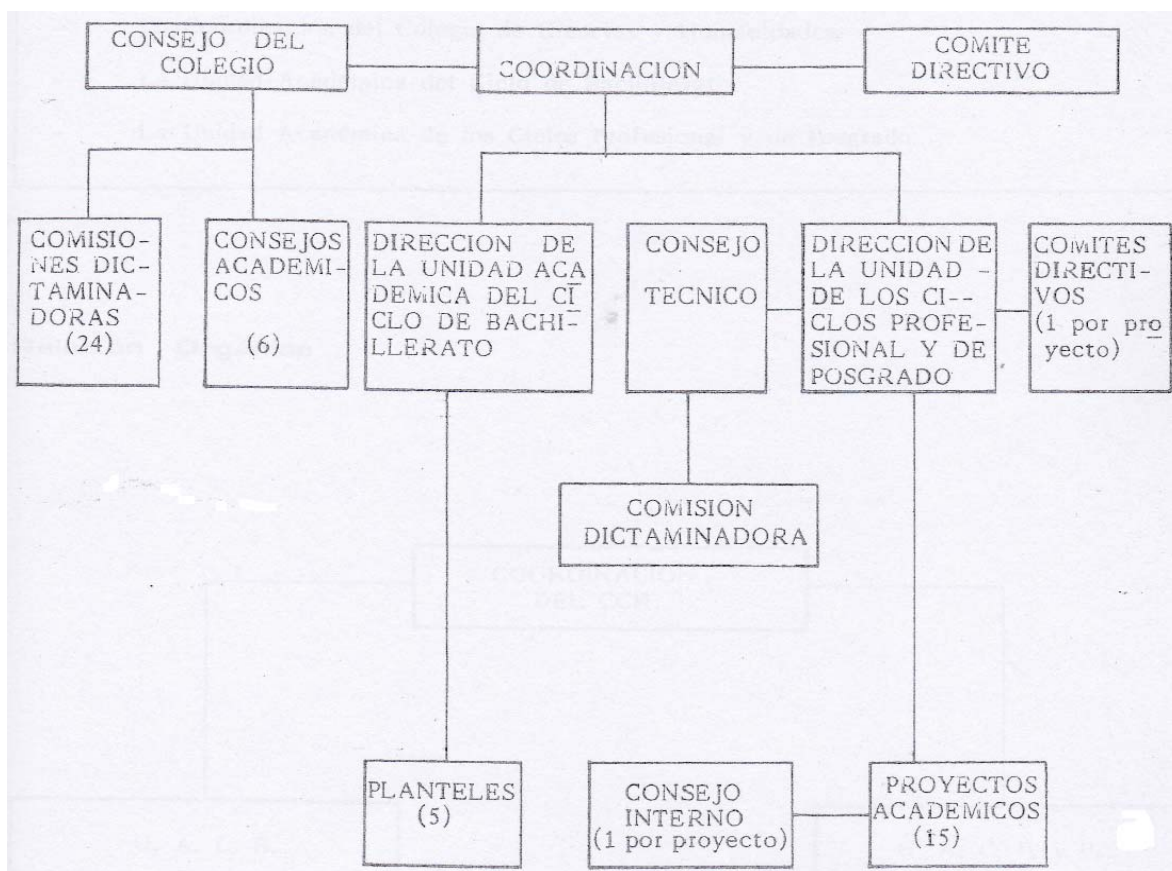 CONSEJO DEL
COLEGIO
COORDINACION
COMITE
DIRECTIVO
COMISIO-
NES DIC-
TAMINA-
DORAS
(24)
CONSEJOS
ACADEMI-
COS
(6)
DIRECCION DE
LA UNIDAD ACA
DEMICA DEL CI
CLO DE BACHI-
LLERATO
CONSEJO
TECNICO
DIRECCION DE
LA UNIDAD -
DE LOS CI--
CLOS PROFE-
SIONAL Y DE
POSGRADO
COMITES
DIRECTI-
VOS
(1 por pro
yecto)
COMISION
DICTAMINADORA
COORDINACION
DEL CCH
PLANTELES
(5)
CONSEJO
INTERNO
(1 por proyecto)
PROYECTOS
ACADEMICOS
(15)